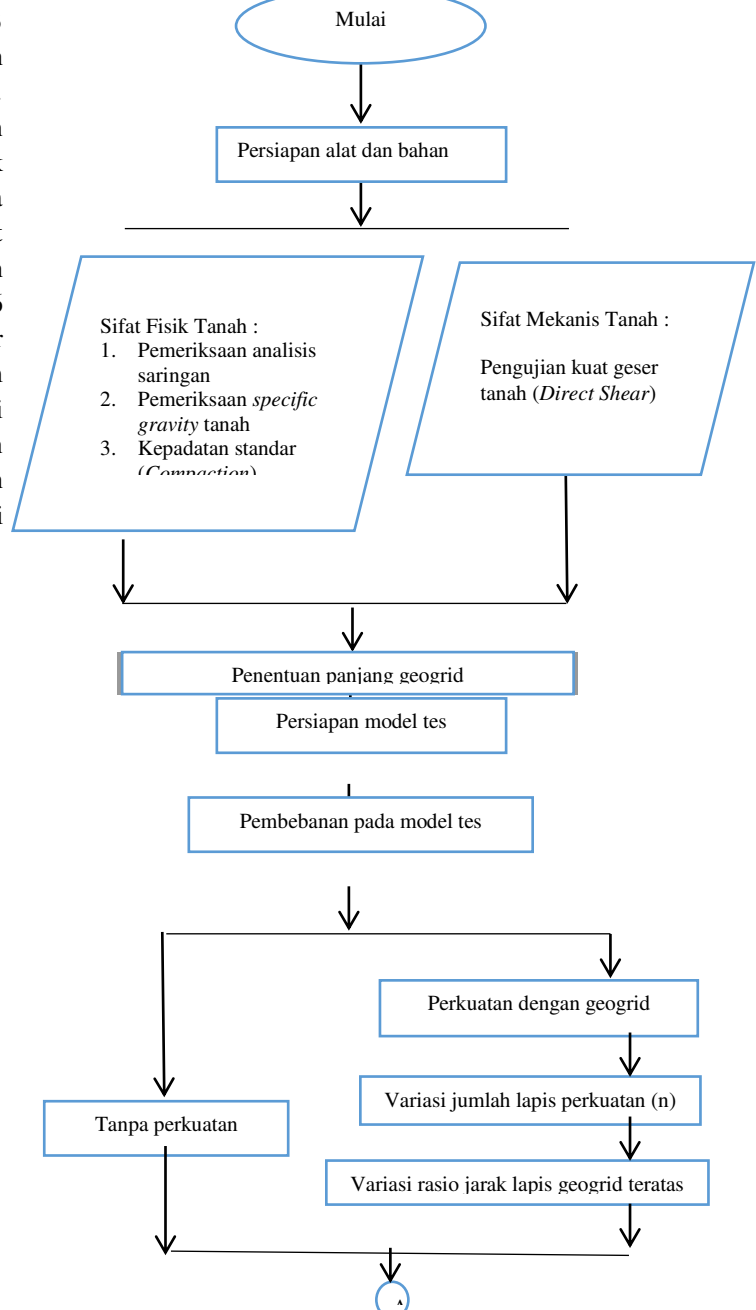 Mulai
Persiapan alat dan bahan
Sifat Fisik Tanah :
1. Pemeriksaan analisis
saringan
2. Pemeriksaan specific
gravity tanah
3. Kepadatan standar
(Compaction)
Sifat Mekanis Tanah :
Pengujian kuat geser
tanah (Direct Shear)
Penentuan panjang geogrid
Persiapan model tes
Pembebanan pada model tes
Perkuatan dengan geogrid
Variasi jumlah lapis perkuatan (n)
Tanpa perkuatan
Variasi rasio jarak lapis geogrid teratas